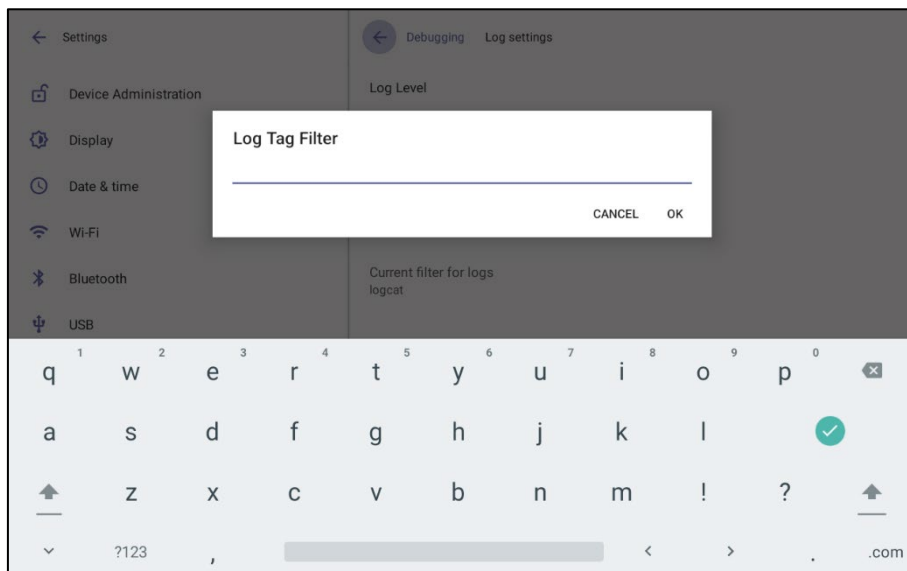 Settings
Device Administration
Display
Date & time
Wi-Fi
Bluetooth
USB
Debugging Log settings
Log Level
Log Tag Filter
CANCEL OK
Current filter for logs
logcat
1 2 3 4 5 6 7 8 9 0
q w e r t y u i o p
a s d f g h j k l
z x c v b n m ! ?
?123 , < > . .com